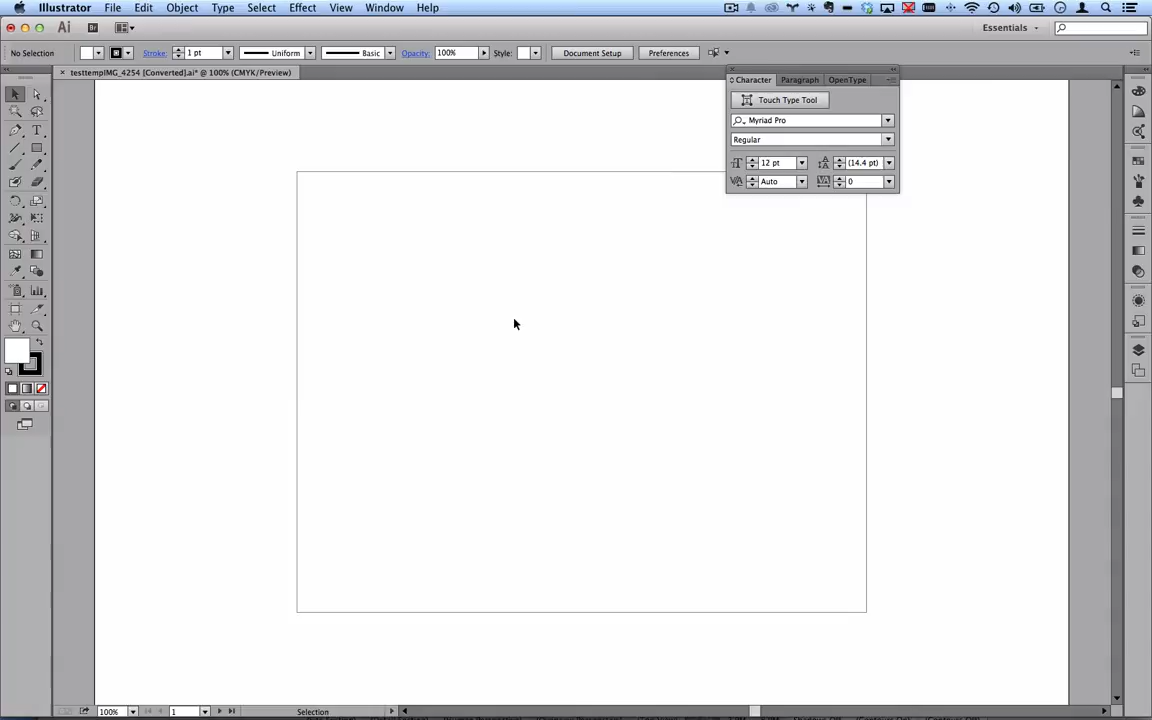 Illustrator File Edit Object Type Select Effect View Window Help
Ai Br Essentials
No Selection Stroke: 1 pt Uniform Basic Opacity: 100% Style: Document Setup Preferences
× testtempIMG_4254 [Converted].ai* @ 100% (CMYK/Preview)
Character Paragraph OpenType
Touch Type Tool
Myriad Pro
Regular
12 pt (14.4 pt)
Auto 0
100% 1 Selection